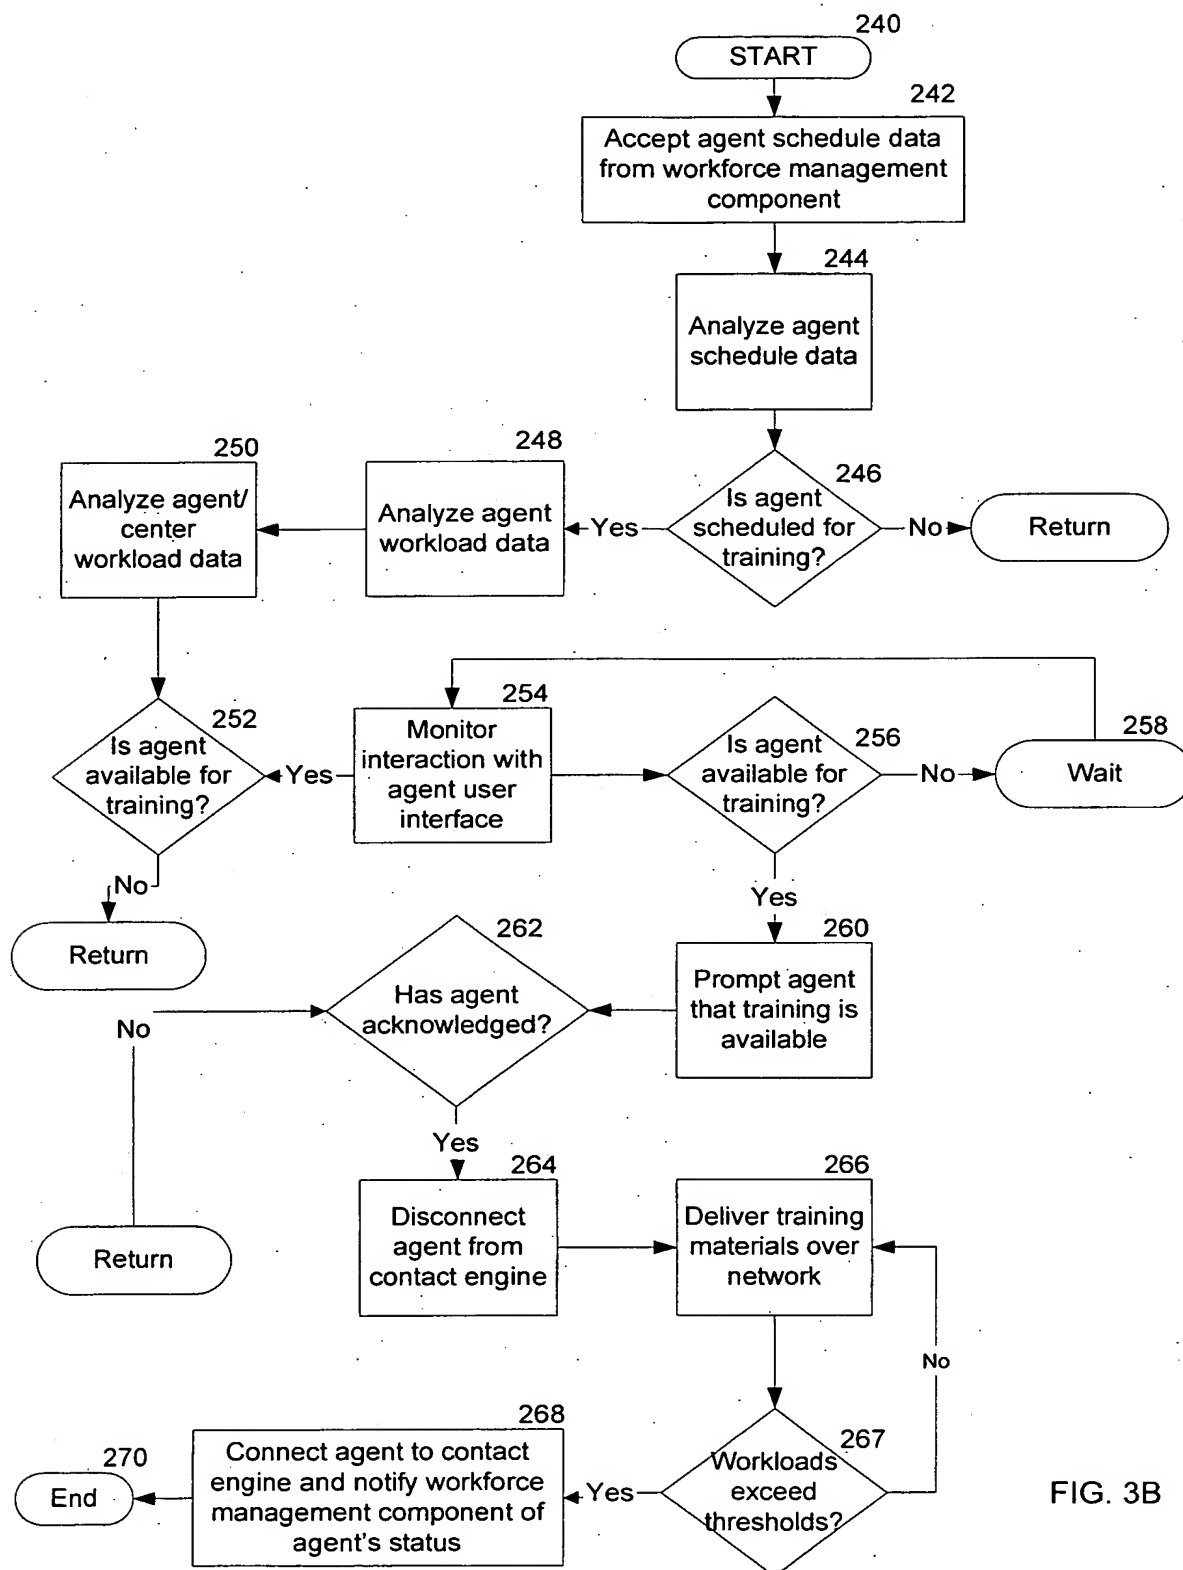 240
START
242
Accept agent schedule data
from workforce management
component
244
Analyze agent
schedule data
246
Is agent
scheduled for
training?
No
Return
Yes
248
Analyze agent
workload data
250
Analyze agent/
center
workload data
252
Is agent
available for
training?
Yes
No
Return
254
Monitor
interaction with
agent user
interface
256
Is agent
available for
training?
No
258
Wait
Yes
260
Prompt agent
that training is
available
262
Has agent
acknowledged?
No
Return
Yes
264
Disconnect
agent from
contact engine
266
Deliver training
materials over
network
No
267
Workloads
exceed
thresholds?
Yes
268
Connect agent to contact
engine and notify workforce
management component of
agent's status
270
End
FIG. 3B